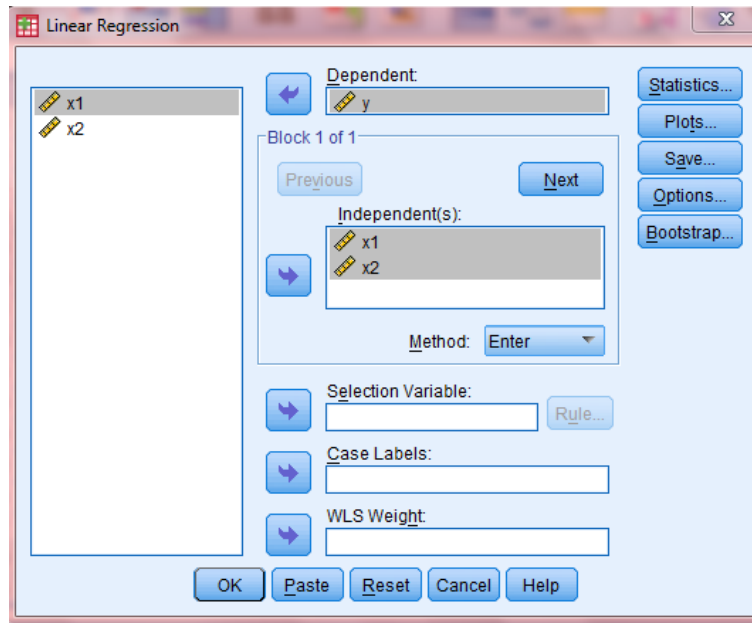 Linear Regression
x1
x2
Dependent:
y
Block 1 of 1
Previous
Next
Independent(s):
x1
x2
Method: Enter
Selection Variable:
Rule...
Case Labels:
WLS Weight:
Statistics...
Plots...
Save...
Options...
Bootstrap...
OK Paste Reset Cancel Help